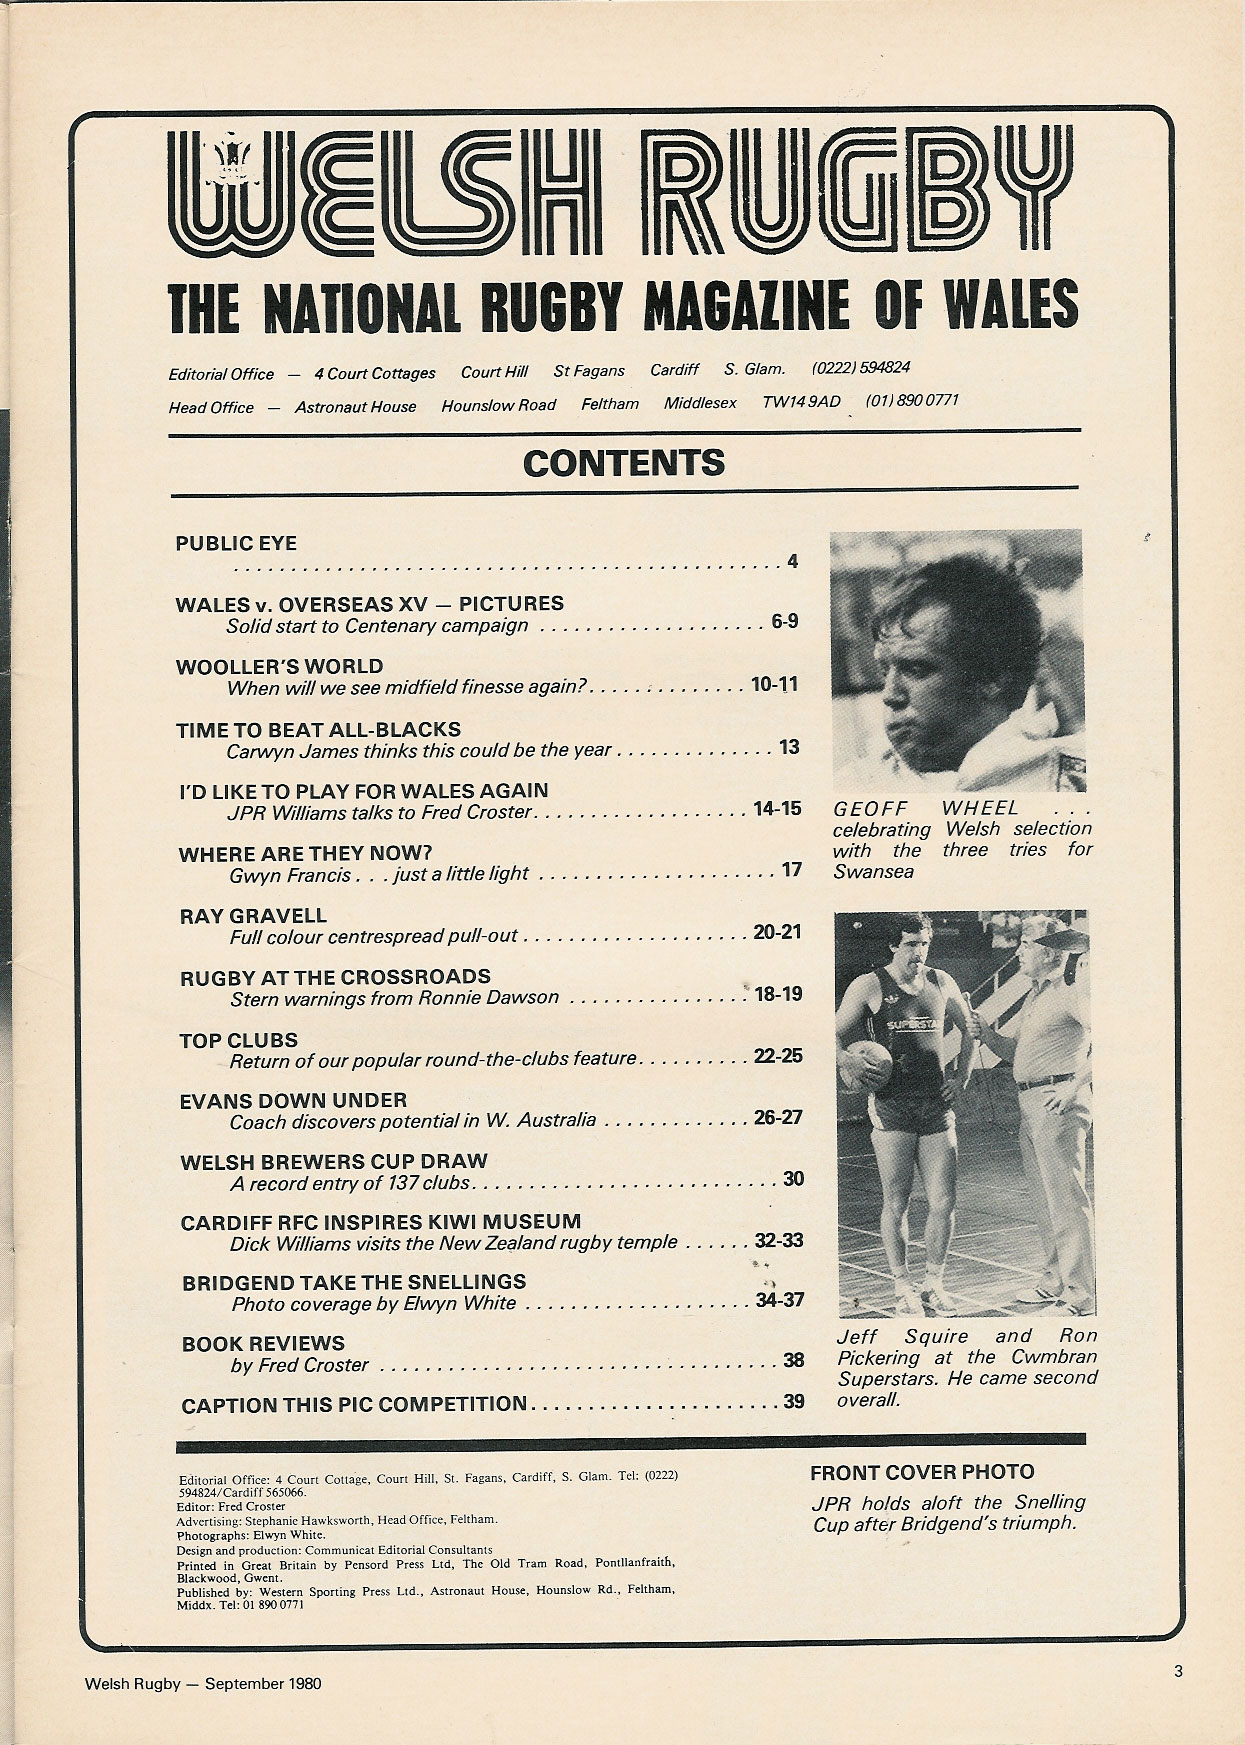 WELSH RUGBY
THE NATIONAL RUGBY MAGAZINE OF WALES
Editorial Office — 4 Court Cottages Court Hill St Fagans Cardiff S. Glam. (0222) 594824
Head Office — Astronaut House Hounslow Road Feltham Middlesex TW14 9AD (01) 890 0771
CONTENTS
PUBLIC EYE
. . . . . . . . . . . . . . . . . . . . . . . . . . . . . . . . . . . . . . . . . . . . . . . . 4
WALES v. OVERSEAS XV — PICTURES
Solid start to Centenary campaign . . . . . . . . . . . . . . . . . . . . 6-9
WOOLLER'S WORLD
When will we see midfield finesse again?. . . . . . . . . . . . . . 10-11
TIME TO BEAT ALL-BLACKS
Carwyn James thinks this could be the year . . . . . . . . . . . . . . 13
I'D LIKE TO PLAY FOR WALES AGAIN
JPR Williams talks to Fred Croster. . . . . . . . . . . . . . . . . . . 14-15
WHERE ARE THEY NOW?
Gwyn Francis . . . just a little light . . . . . . . . . . . . . . . . . . . . . 17
RAY GRAVELL
Full colour centrespread pull-out . . . . . . . . . . . . . . . . . . . . 20-21
RUGBY AT THE CROSSROADS
Stern warnings from Ronnie Dawson . . . . . . . . . . . . . . . . 18-19
TOP CLUBS
Return of our popular round-the-clubs feature. . . . . . . . . . 22-25
EVANS DOWN UNDER
Coach discovers potential in W. Australia . . . . . . . . . . . . . 26-27
WELSH BREWERS CUP DRAW
A record entry of 137 clubs. . . . . . . . . . . . . . . . . . . . . . . . . . . 30
CARDIFF RFC INSPIRES KIWI MUSEUM
Dick Williams visits the New Zealand rugby temple . . . . . . 32-33
BRIDGEND TAKE THE SNELLINGS
Photo coverage by Elwyn White . . . . . . . . . . . . . . . . . . . . 34-37
BOOK REVIEWS
by Fred Croster . . . . . . . . . . . . . . . . . . . . . . . . . . . . . . . . . . . 38
CAPTION THIS PIC COMPETITION. . . . . . . . . . . . . . . . . . . . . . 39
GEOFF WHEEL . . .
celebrating Welsh selection
with the three tries for
Swansea
SUPERSTA
Jeff Squire and Ron
Pickering at the Cwmbran
Superstars. He came second
overall.
Editorial Office: 4 Court Cottage, Court Hill, St. Fagans, Cardiff, S. Glam. Tel: (0222)
594824/Cardiff 565066.
Editor: Fred Croster
Advertising: Stephanie Hawksworth, Head Office, Feltham.
Photographs: Elwyn White.
Design and production: Communicat Editorial Consultants
Printed in Great Britain by Pensord Press Ltd, The Old Tram Road, Pontllanfraith,
Blackwood, Gwent.
Published by: Western Sporting Press Ltd., Astronaut House, Hounslow Rd., Feltham,
Middx. Tel: 01 890 0771
FRONT COVER PHOTO
JPR holds aloft the Snelling
Cup after Bridgend's triumph.
Welsh Rugby — September 1980
3